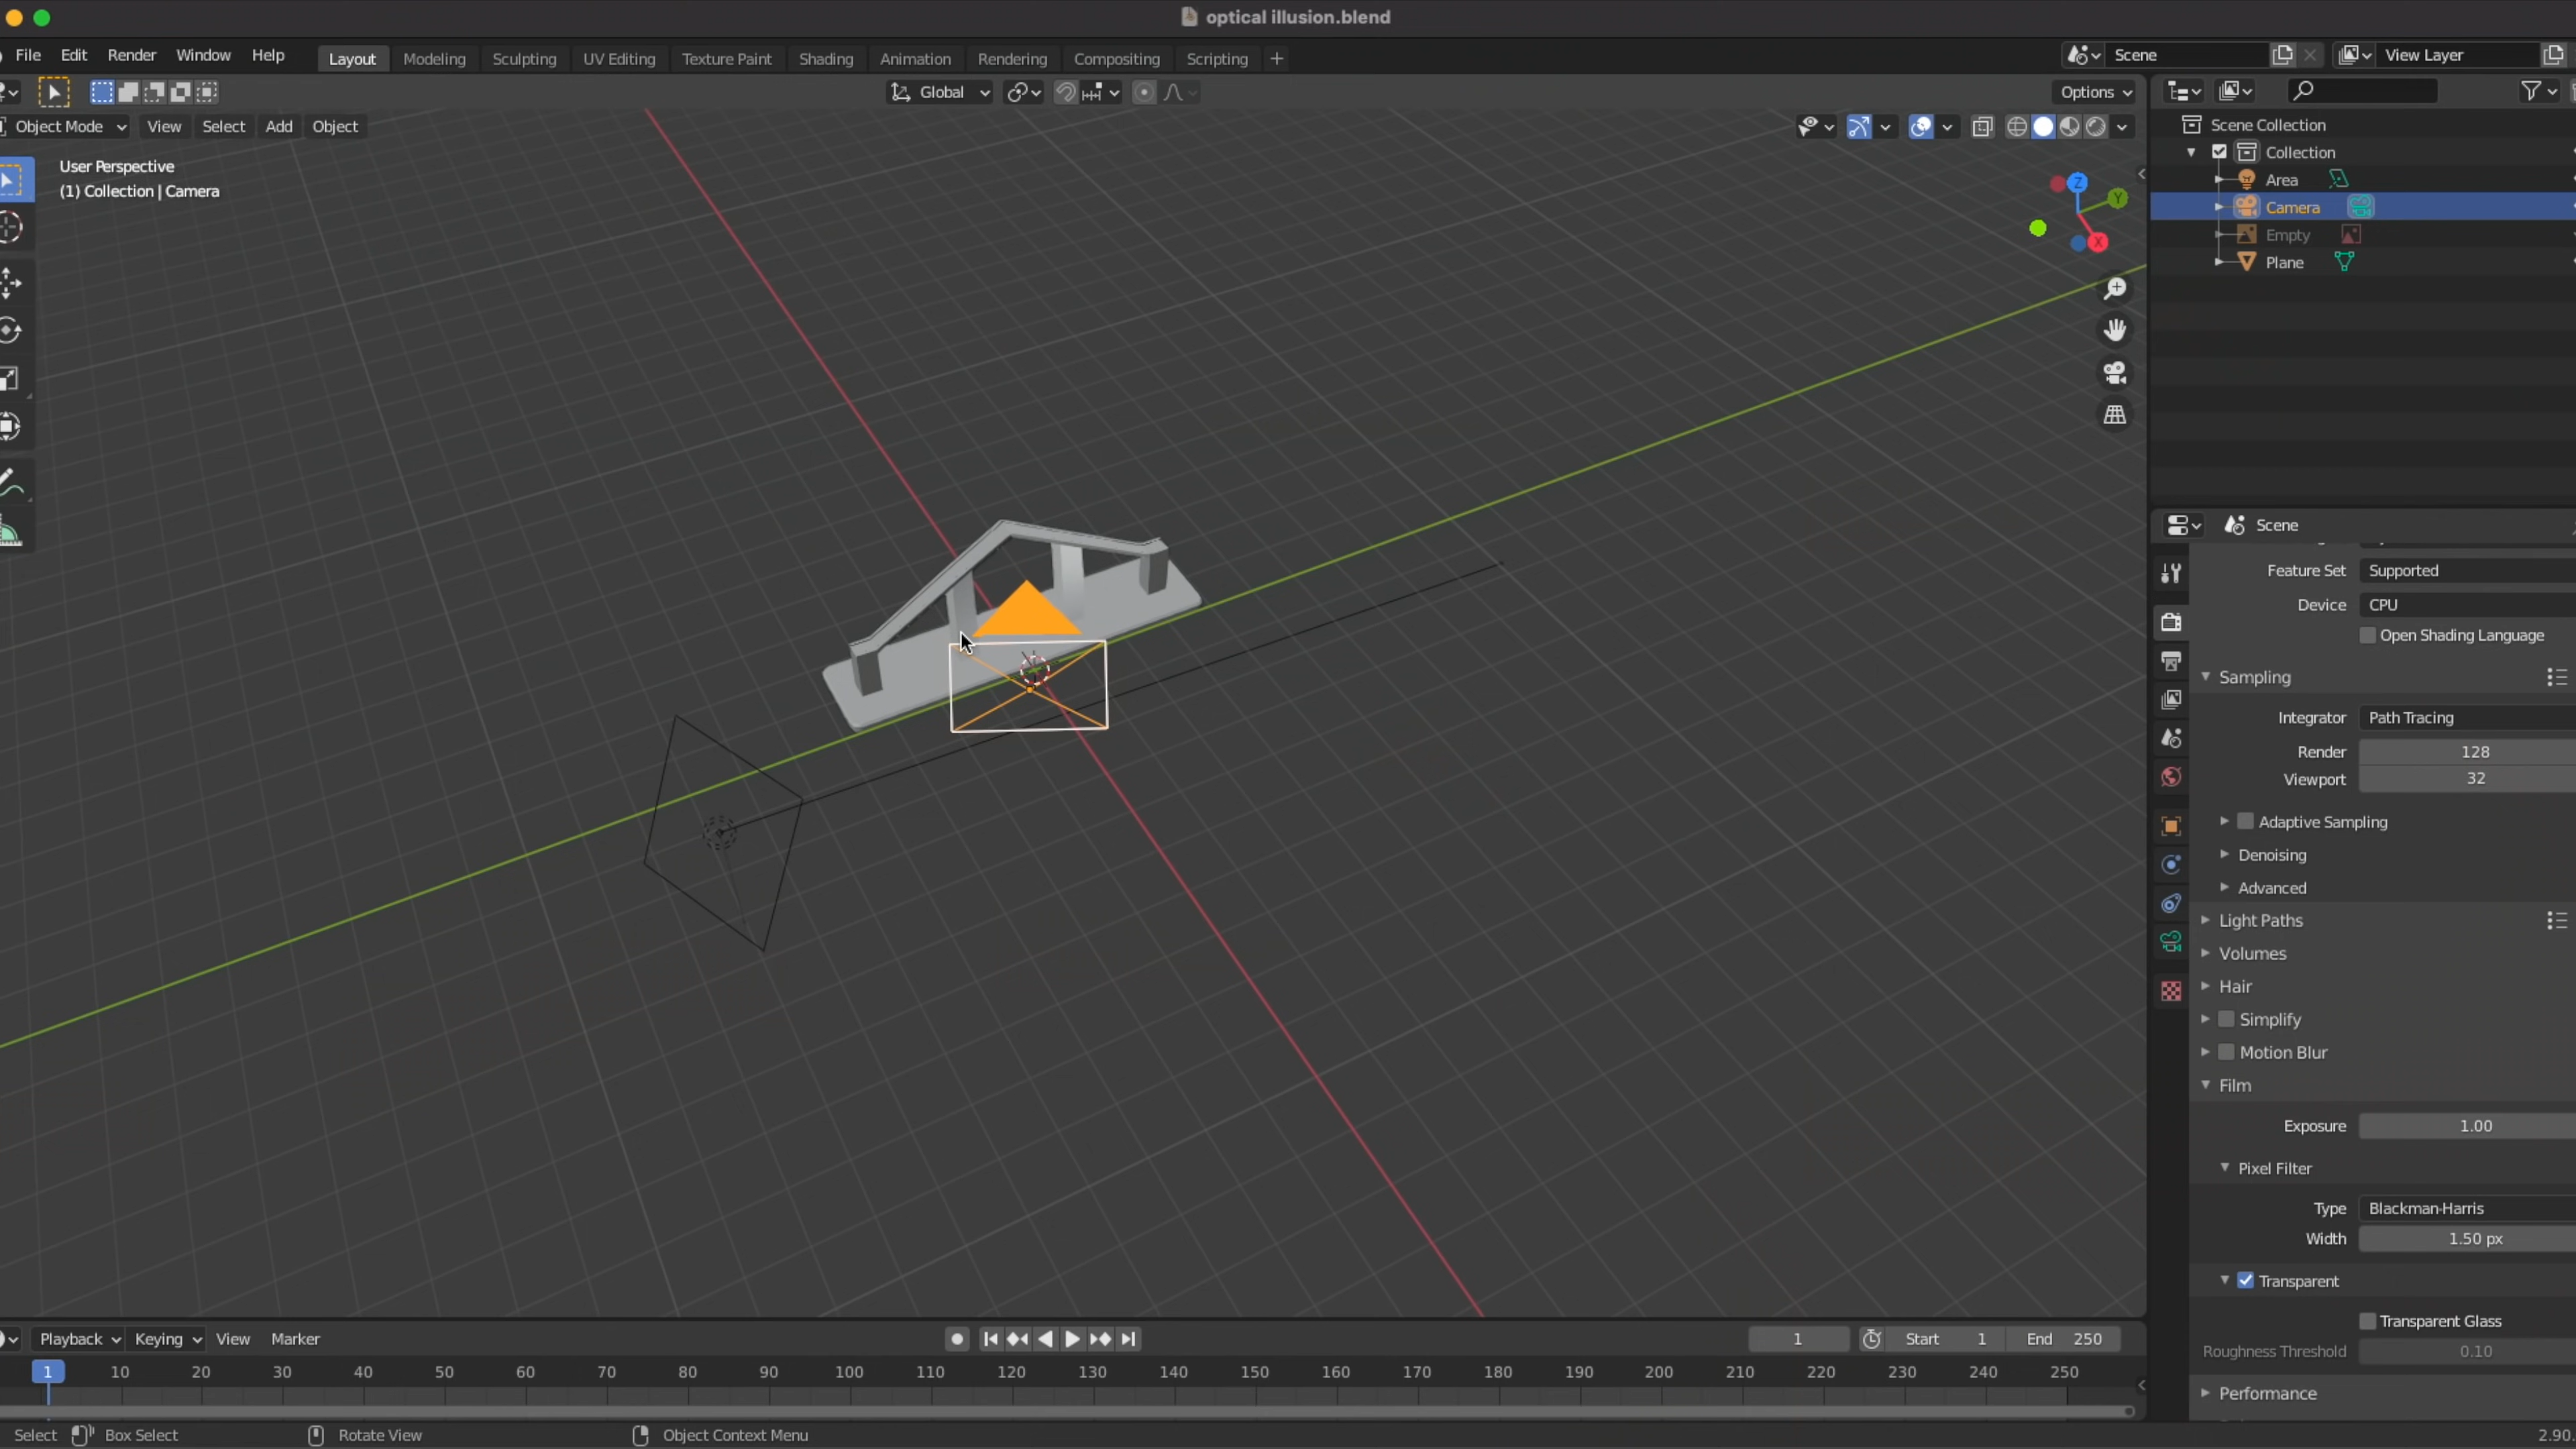 optical illusion.blend
File Edit Render Window Help Layout Modeling Sculpting UV Editing Texture Paint Shading Animation Rendering Compositing Scripting + Scene View Layer
Global Options
Object Mode View Select Add Object
User Perspective
(1) Collection | Camera
Z
Y
X
Scene Collection
Collection
Area
Camera
Empty
Plane
Scene
Feature Set Supported
Device CPU
Open Shading Language
Sampling
Integrator Path Tracing
Render 128
Viewport 32
Adaptive Sampling
Denoising
Advanced
Light Paths
Volumes
Hair
Simplify
Motion Blur
Film
Exposure 1.00
Pixel Filter
Type Blackman-Harris
Width 1.50 px
Transparent
Transparent Glass
Roughness Threshold 0.10
Performance
Playback Keying View Marker 1 Start 1 End 250
1 10 20 30 40 50 60 70 80 90 100 110 120 130 140 150 160 170 180 190 200 210 220 230 240 250
Select Box Select Rotate View Object Context Menu 2.90.